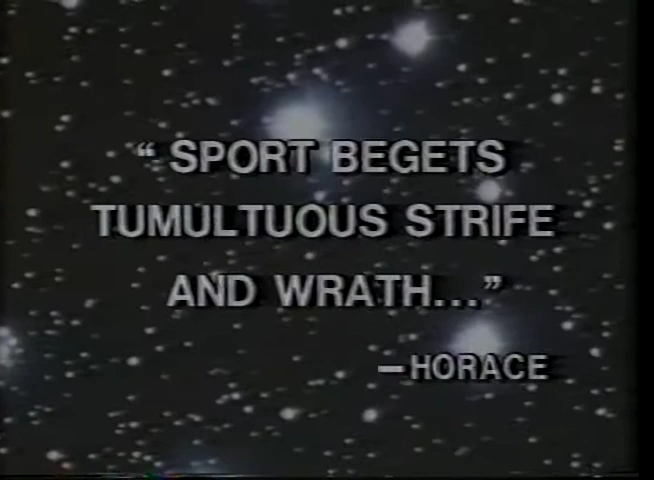 “ SPORT BEGETS
TUMULTUOUS STRIFE
AND WRATH...”
—HORACE